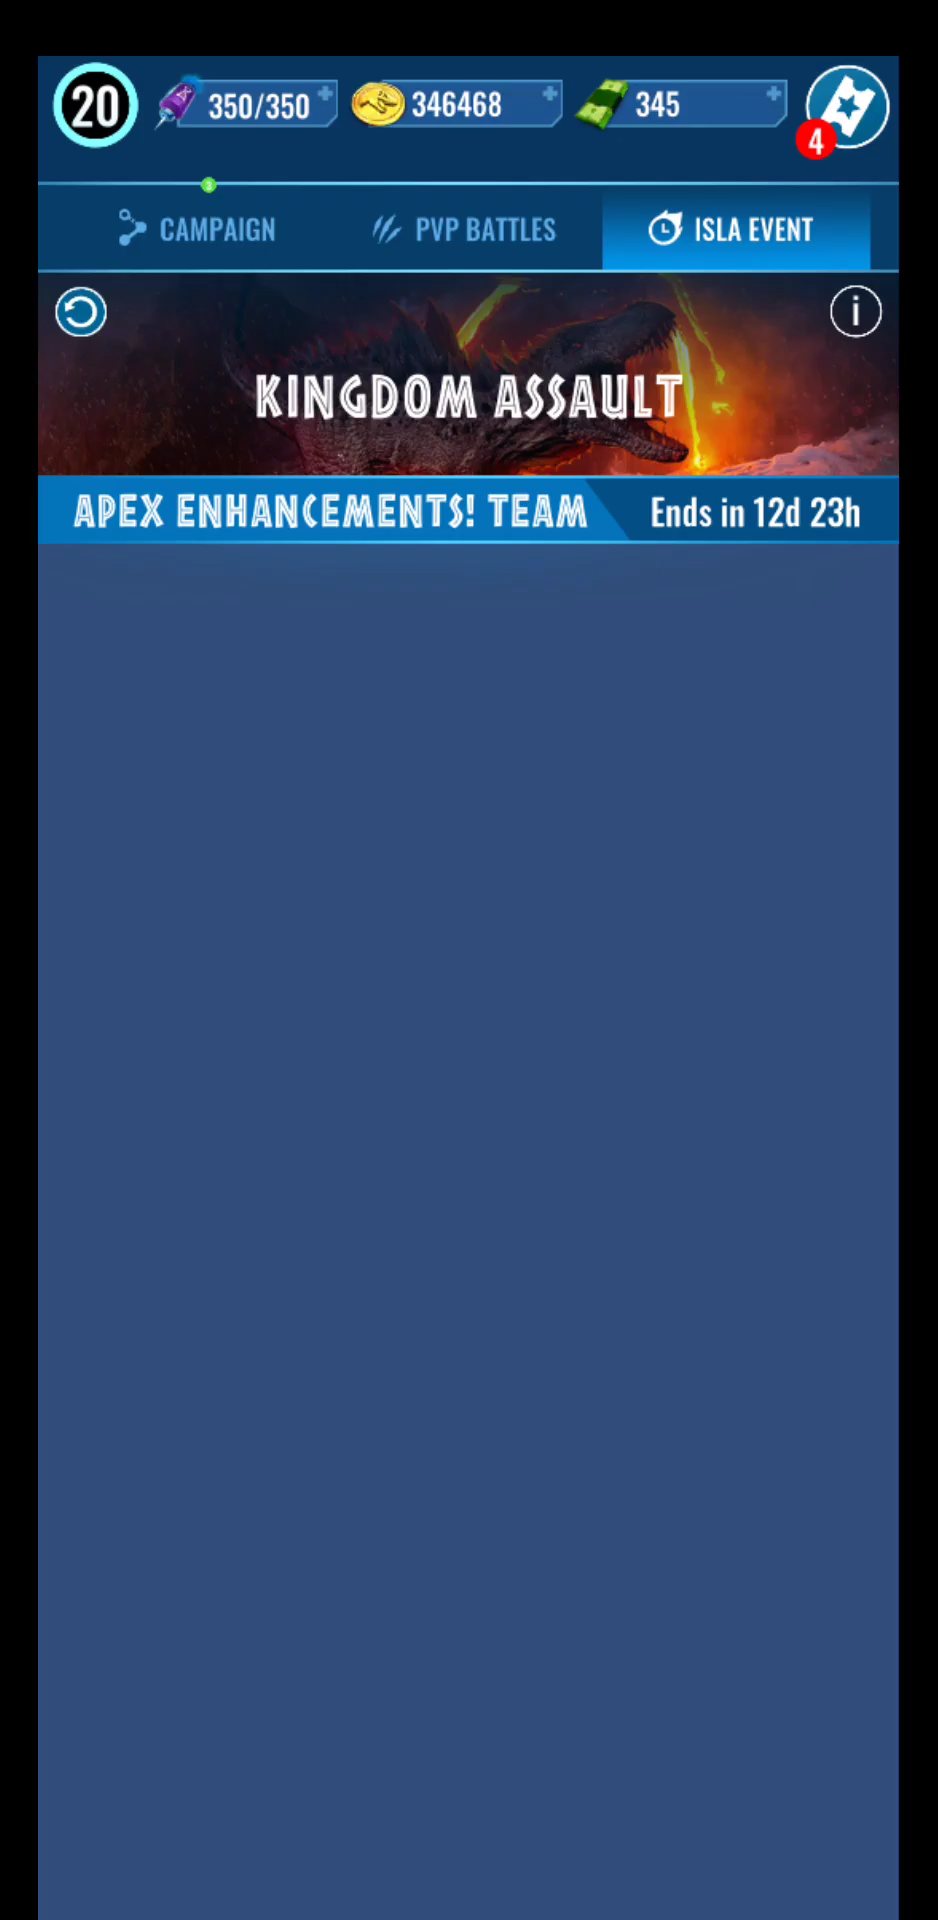 20 350/350 346468 345
4
CAMPAIGN PVP BATTLES ISLA EVENT
i
KINGDOM ASSAULT
APEX ENHANCEMENTS! TEAM Ends in 12d 23h